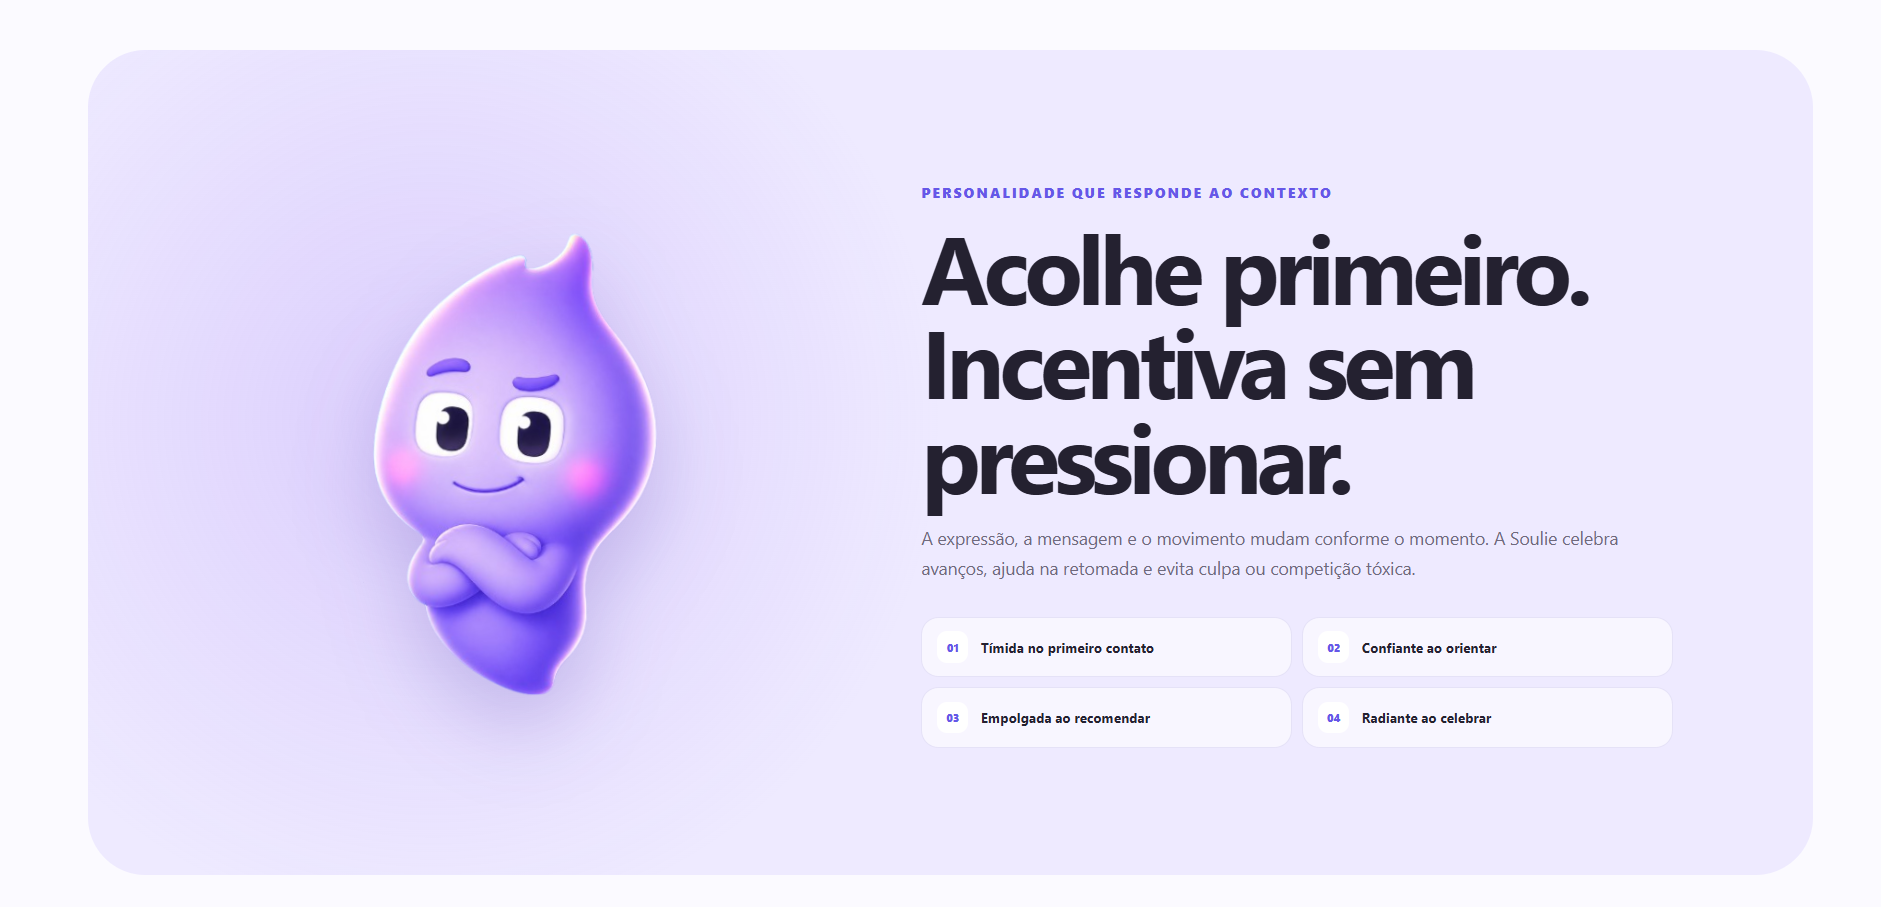 PERSONALIDADE QUE RESPONDE AO CONTEXTO
Acolhe primeiro.
Incentiva sem
pressionar.
A expressão, a mensagem e o movimento mudam conforme o momento. A Soulie celebra
avanços, ajuda na retomada e evita culpa ou competição tóxica.
01 Tímida no primeiro contato
02 Confiante ao orientar
03 Empolgada ao recomendar
04 Radiante ao celebrar